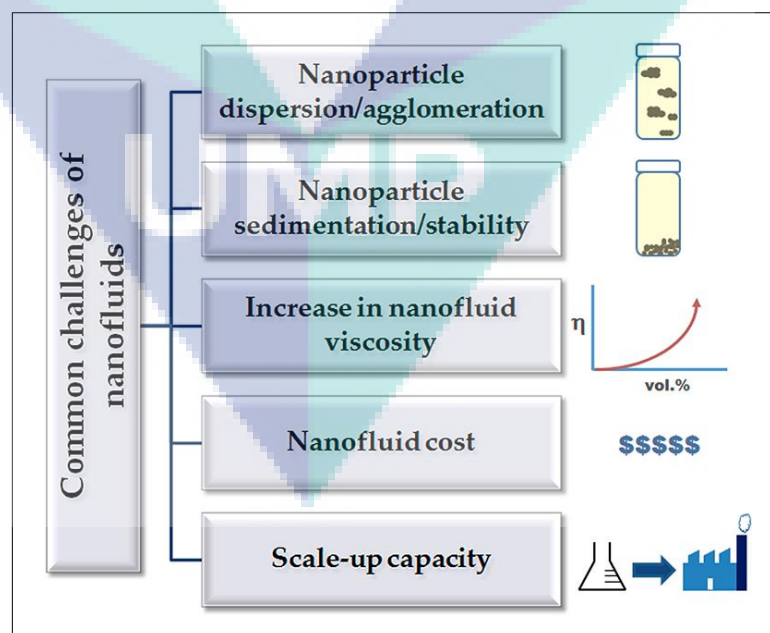 Common challenges of
nanofluids
Nanoparticle
dispersion/agglomeration
Nanoparticle
sedimentation/stability
Increase in nanofluid
viscosity
η
vol.%
Nanofluid cost
$$$$$
Scale-up capacity
UMP